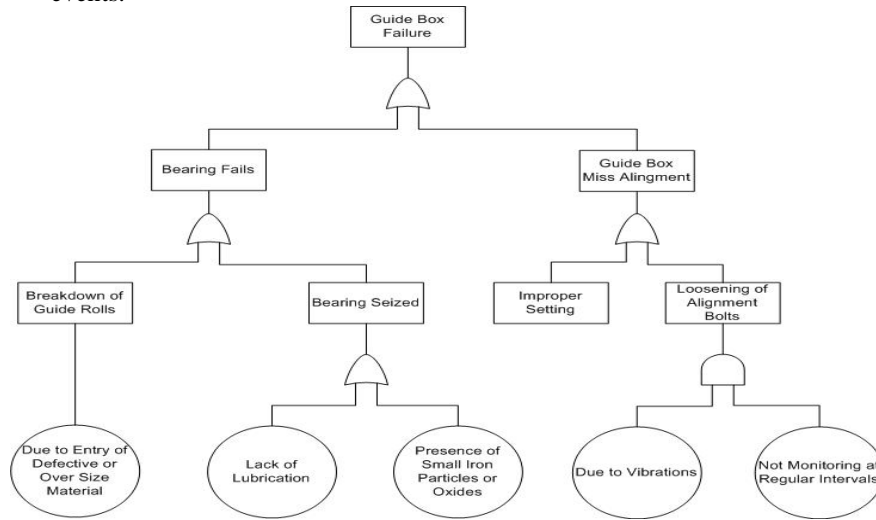 events.
Guide Box
Failure
Bearing Fails
Guide Box
Miss Alingment
Breakdown of
Guide Rolls
Bearing Seized
Improper
Setting
Loosening of
Alignment
Bolts
Due to Entry of
Defective or
Over Size
Material
Lack of
Lubrication
Presence of
Small Iron
Particles or
Oxides
Due to Vibrations
Not Monitoring at
Regular Intervals